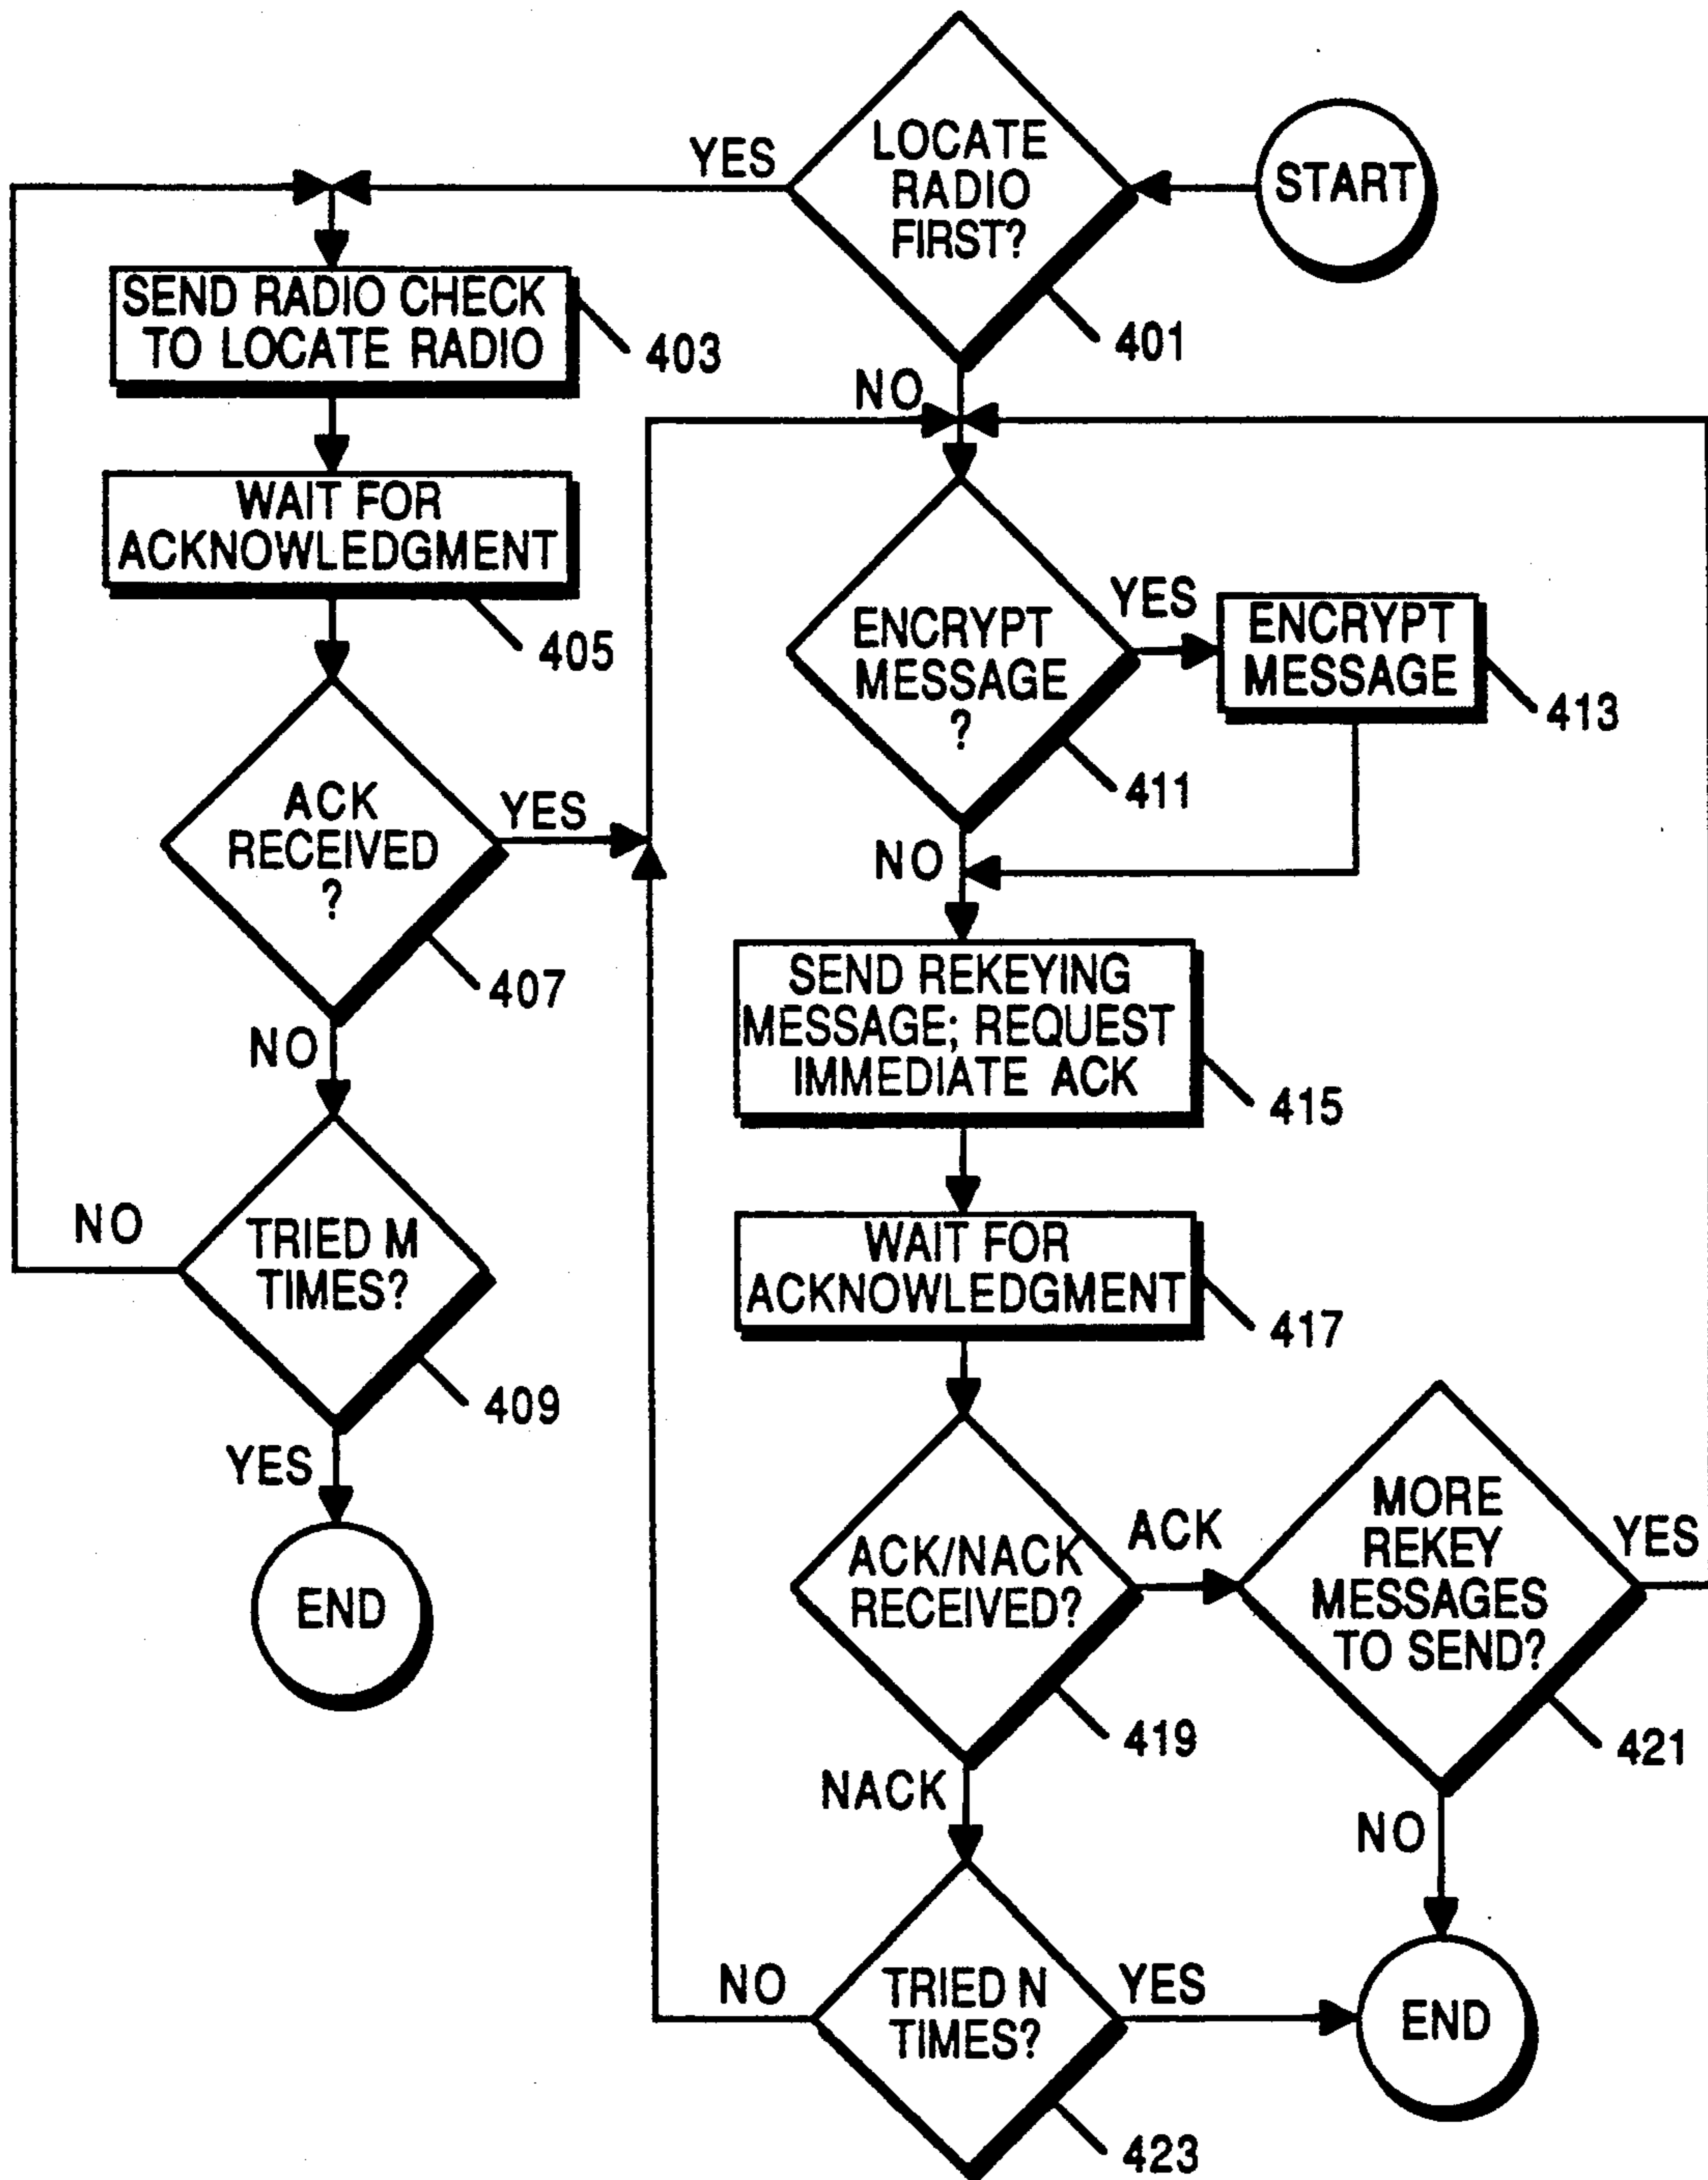 LOCATE
RADIO
FIRST?
START
YES
401
NO
SEND RADIO CHECK
TO LOCATE RADIO
403
WAIT FOR
ACKNOWLEDGMENT
405
ACK
RECEIVED
?
YES
407
NO
TRIED M
TIMES?
NO
409
YES
END
ENCRYPT
MESSAGE
?
YES
411
ENCRYPT
MESSAGE
413
NO
SEND REKEYING
MESSAGE; REQUEST
IMMEDIATE ACK
415
WAIT FOR
ACKNOWLEDGMENT
417
ACK/NACK
RECEIVED?
ACK
419
MORE
REKEY
MESSAGES
TO SEND?
YES
421
NACK
NO
TRIED N
TIMES?
NO
YES
423
END